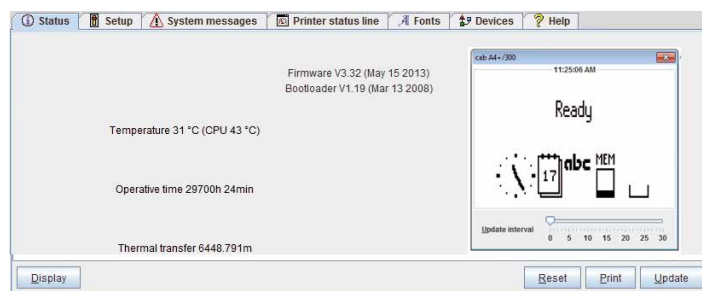 Status Setup System messages Printer status line Fonts Devices Help
Firmware V3.32 (May 15 2013)
Bootloader V1.19 (Mar 13 2008)
Temperature 31 °C (CPU 43 °C)
Operative time 29700h 24min
Thermal transfer 6448.791m
cab A4+/300
11:25:06 AM
Ready
17
abc MEM
Update interval
0 5 10 15 20 25 30
Display Reset Print Update